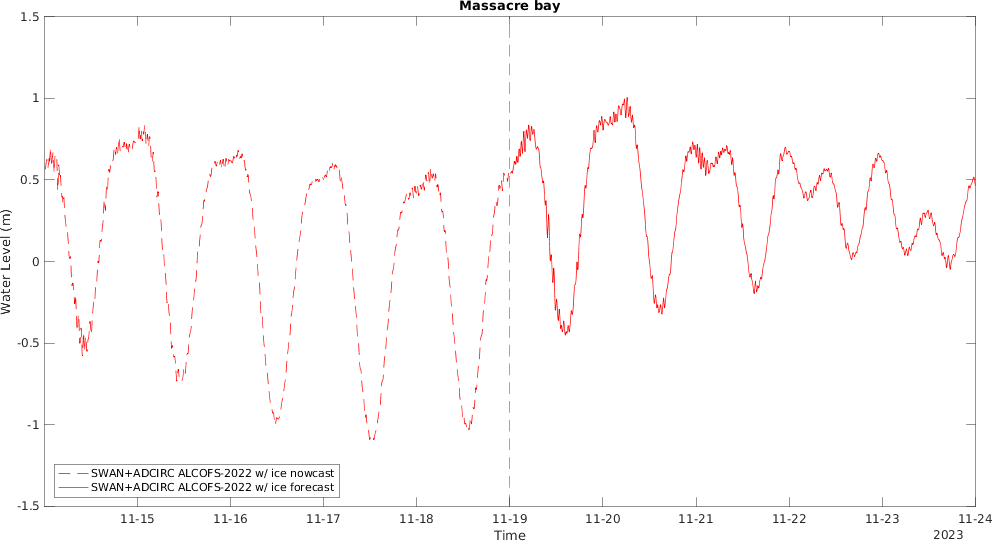 Massacre bay
1.5
1
0.5
0
-0.5
-1
-1.5
Water Level (m)
SWAN+ADCIRC ALCOFS-2022 w/ ice nowcast
SWAN+ADCIRC ALCOFS-2022 w/ ice forecast
11-15 11-16 11-17 11-18 11-19 11-20 11-21 11-22 11-23 11-24
Time
2023